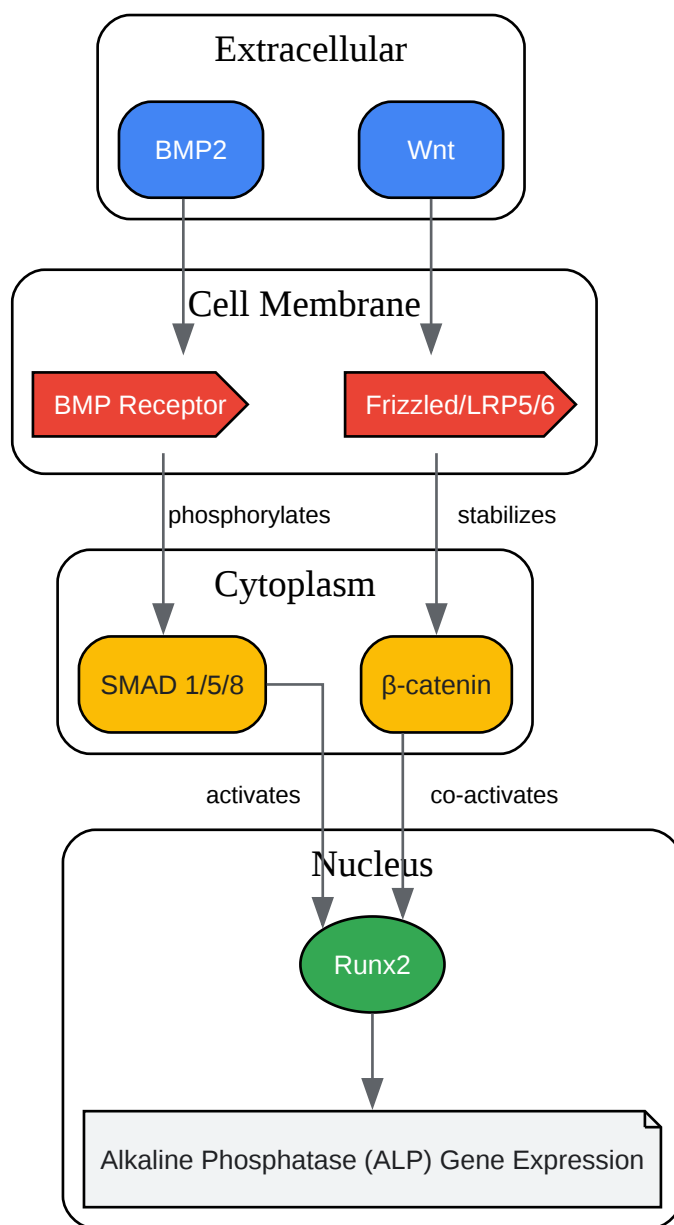 Extracellular
BMP2
Wnt
Cell Membrane
BMP Receptor
Frizzled/LRP5/6
phosphorylates
stabilizes
Cytoplasm
SMAD 1/5/8
β-catenin
activates
co-activates
Nucleus
Runx2
Alkaline Phosphatase (ALP) Gene Expression